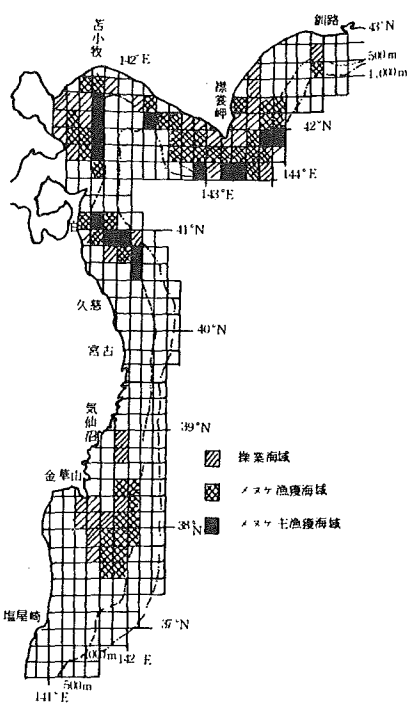 釧路
43°N
苫小牧
142°E
500m
1,000m
襟裳岬
42°N
144°E
143°E
41°N
久慈
40°N
宮古
39°N
気仙沼
操業海域
金華山
メヌケ漁獲海域
38°N
メヌケ主漁獲海域
塩屋崎
37°N
142 E
500m
141°E